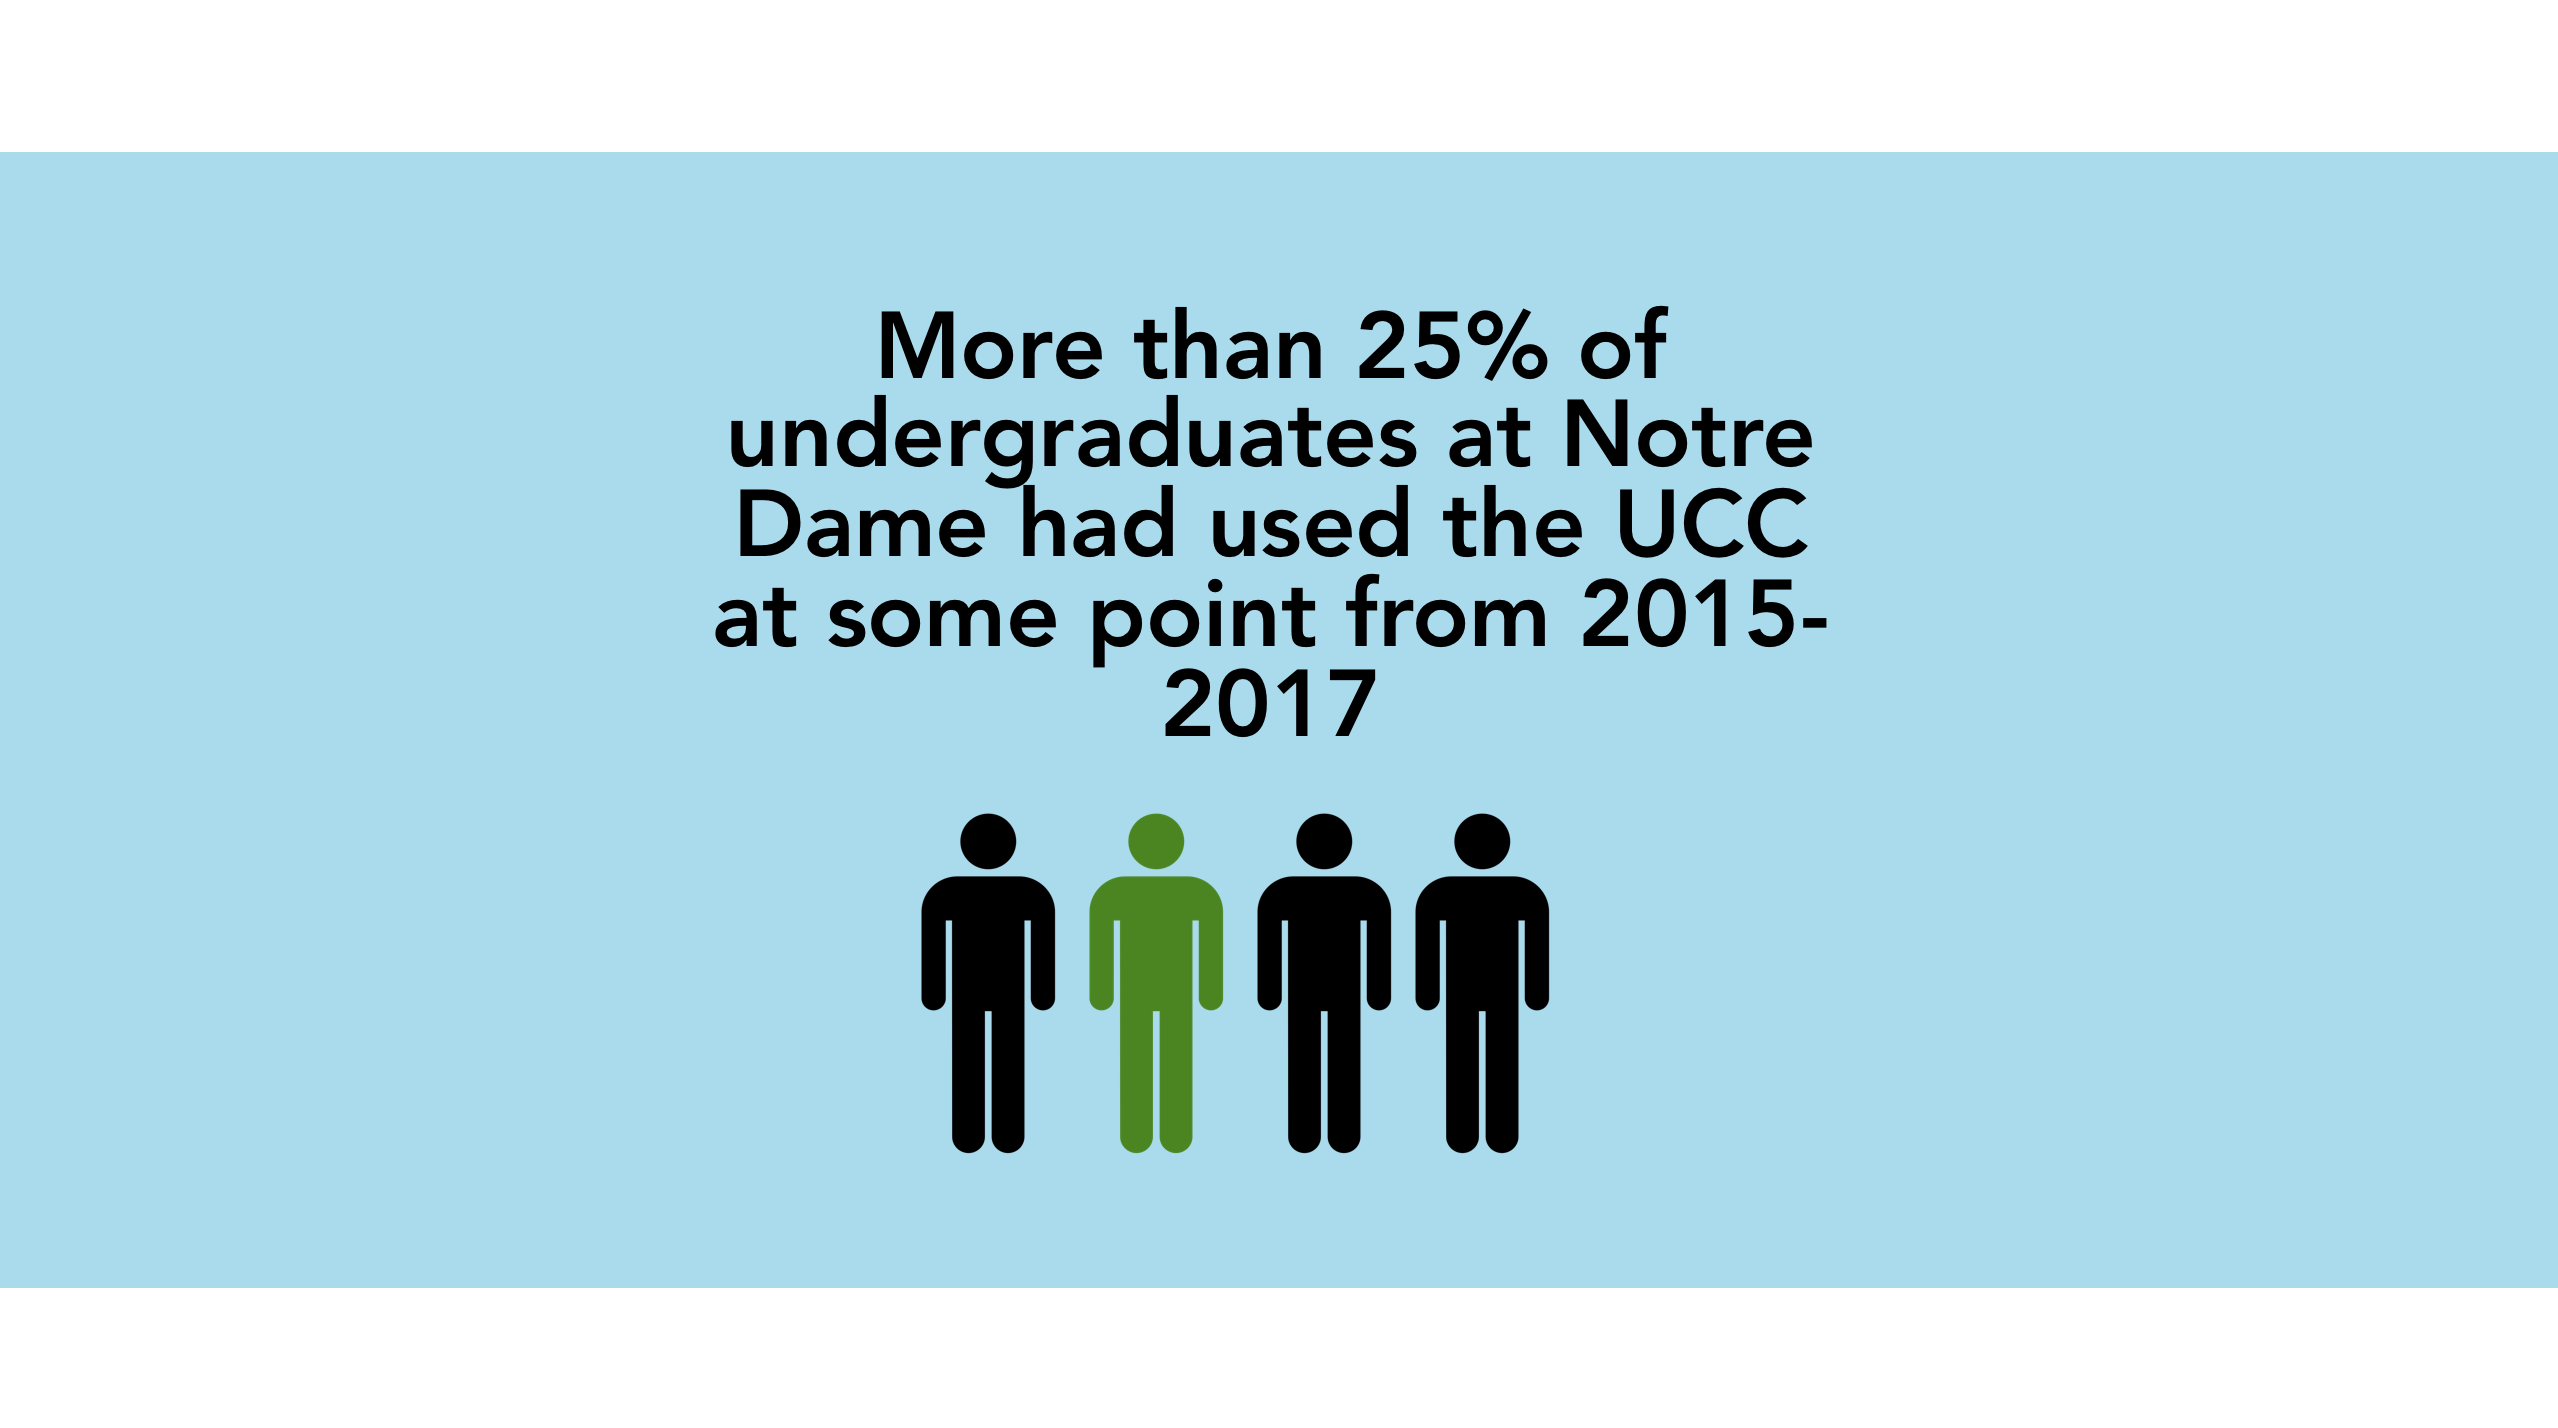 More than 25% of
undergraduates at Notre
Dame had used the UCC
at some point from 2015-
2017